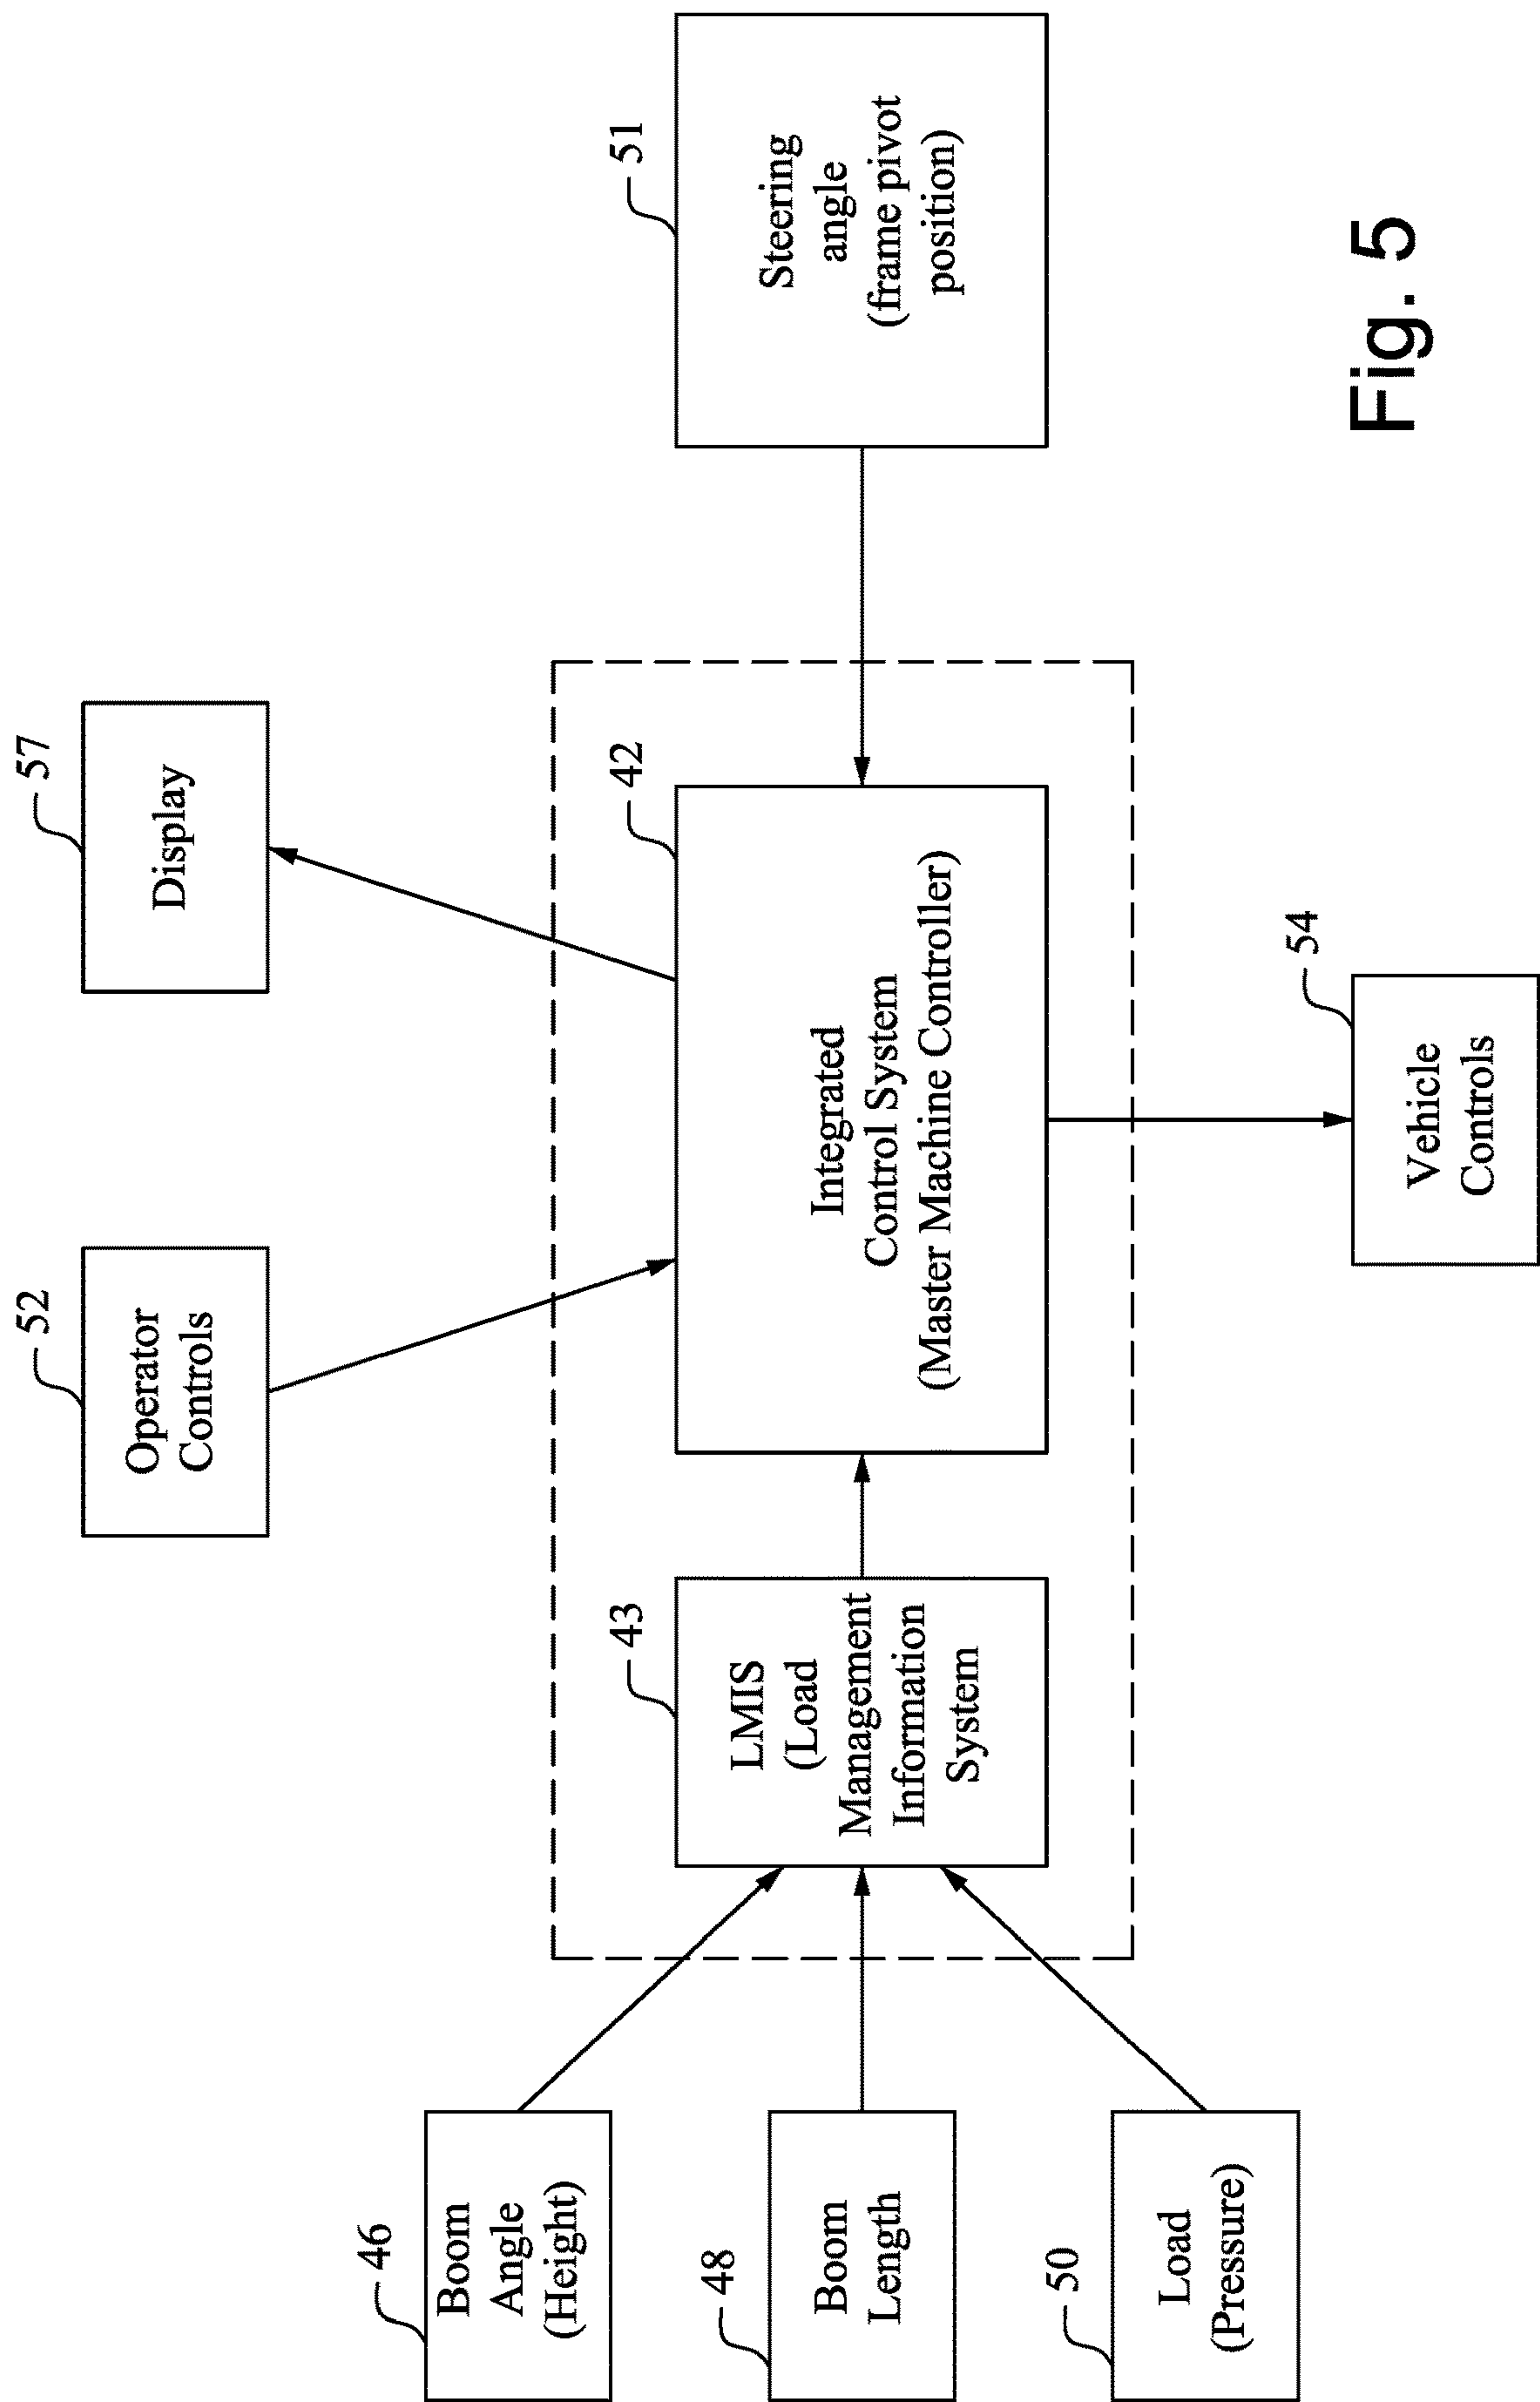 52
Operator
Controls
57
Display
46
Boom
Angle
(Height)
48
Boom
Length
50
Load
(Pressure)
43
LMIS
(Load
Management
Information
System
42
Integrated
Control System
(Master Machine Controller)
51
Steering
angle
(frame pivot
position)
54
Vehicle
Controls
Fig. 5